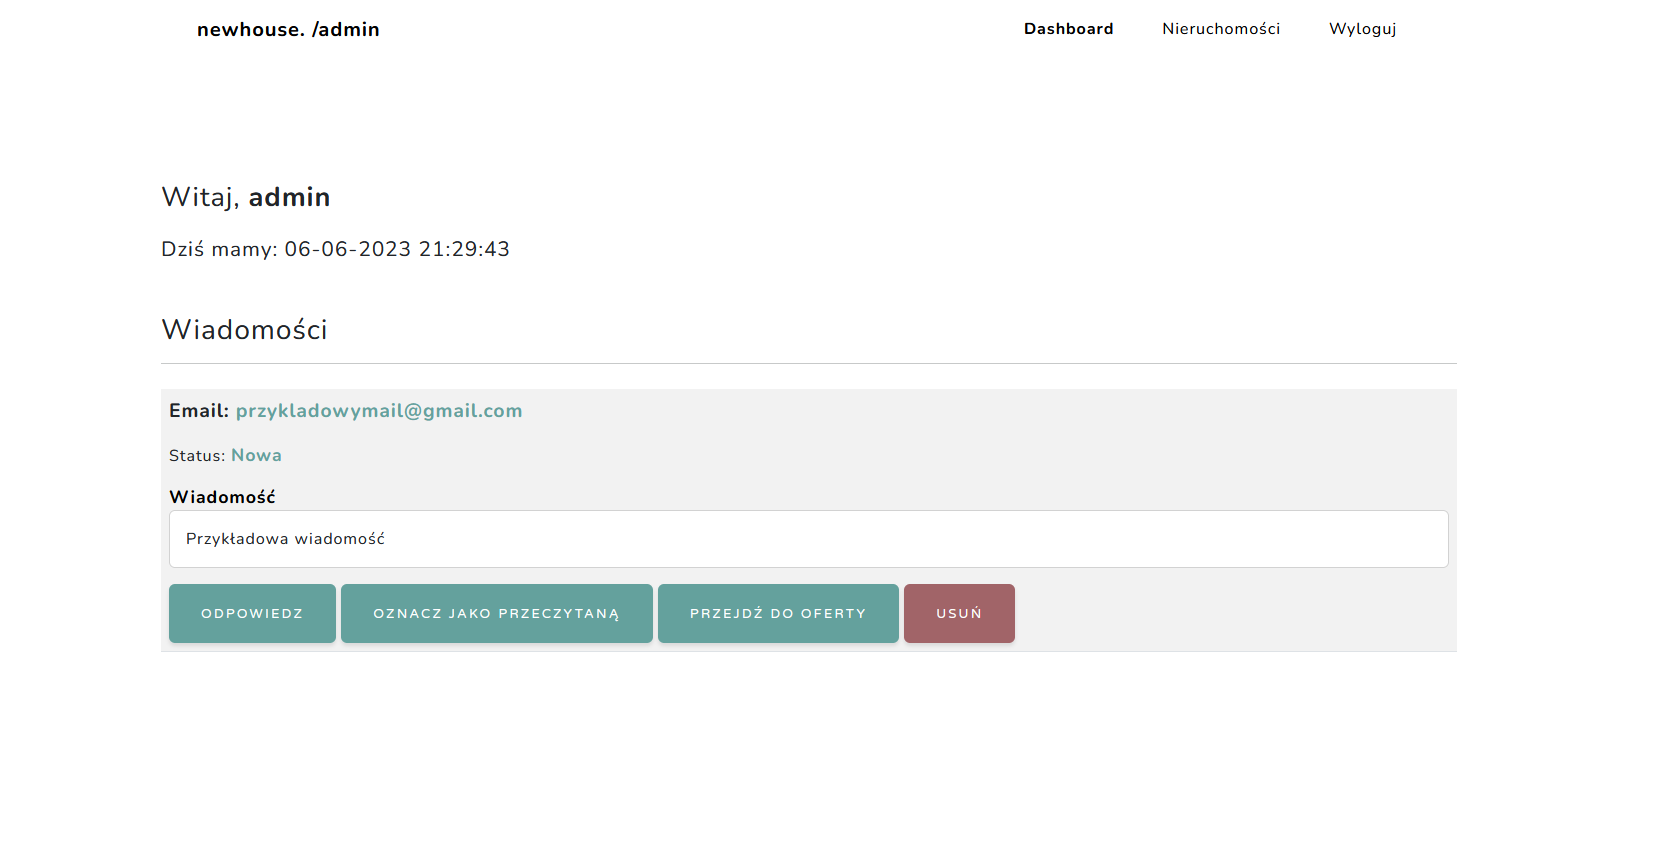 newhouse. /admin Dashboard Nieruchomości Wyloguj
Witaj, admin
Dziś mamy: 06-06-2023 21:29:43
Wiadomości
Email: przykladowymail@gmail.com
Status: Nowa
Wiadomość
Przykładowa wiadomość
ODPOWIEDZ OZNACZ JAKO PRZECZYTANĄ PRZEJDŹ DO OFERTY USUŃ